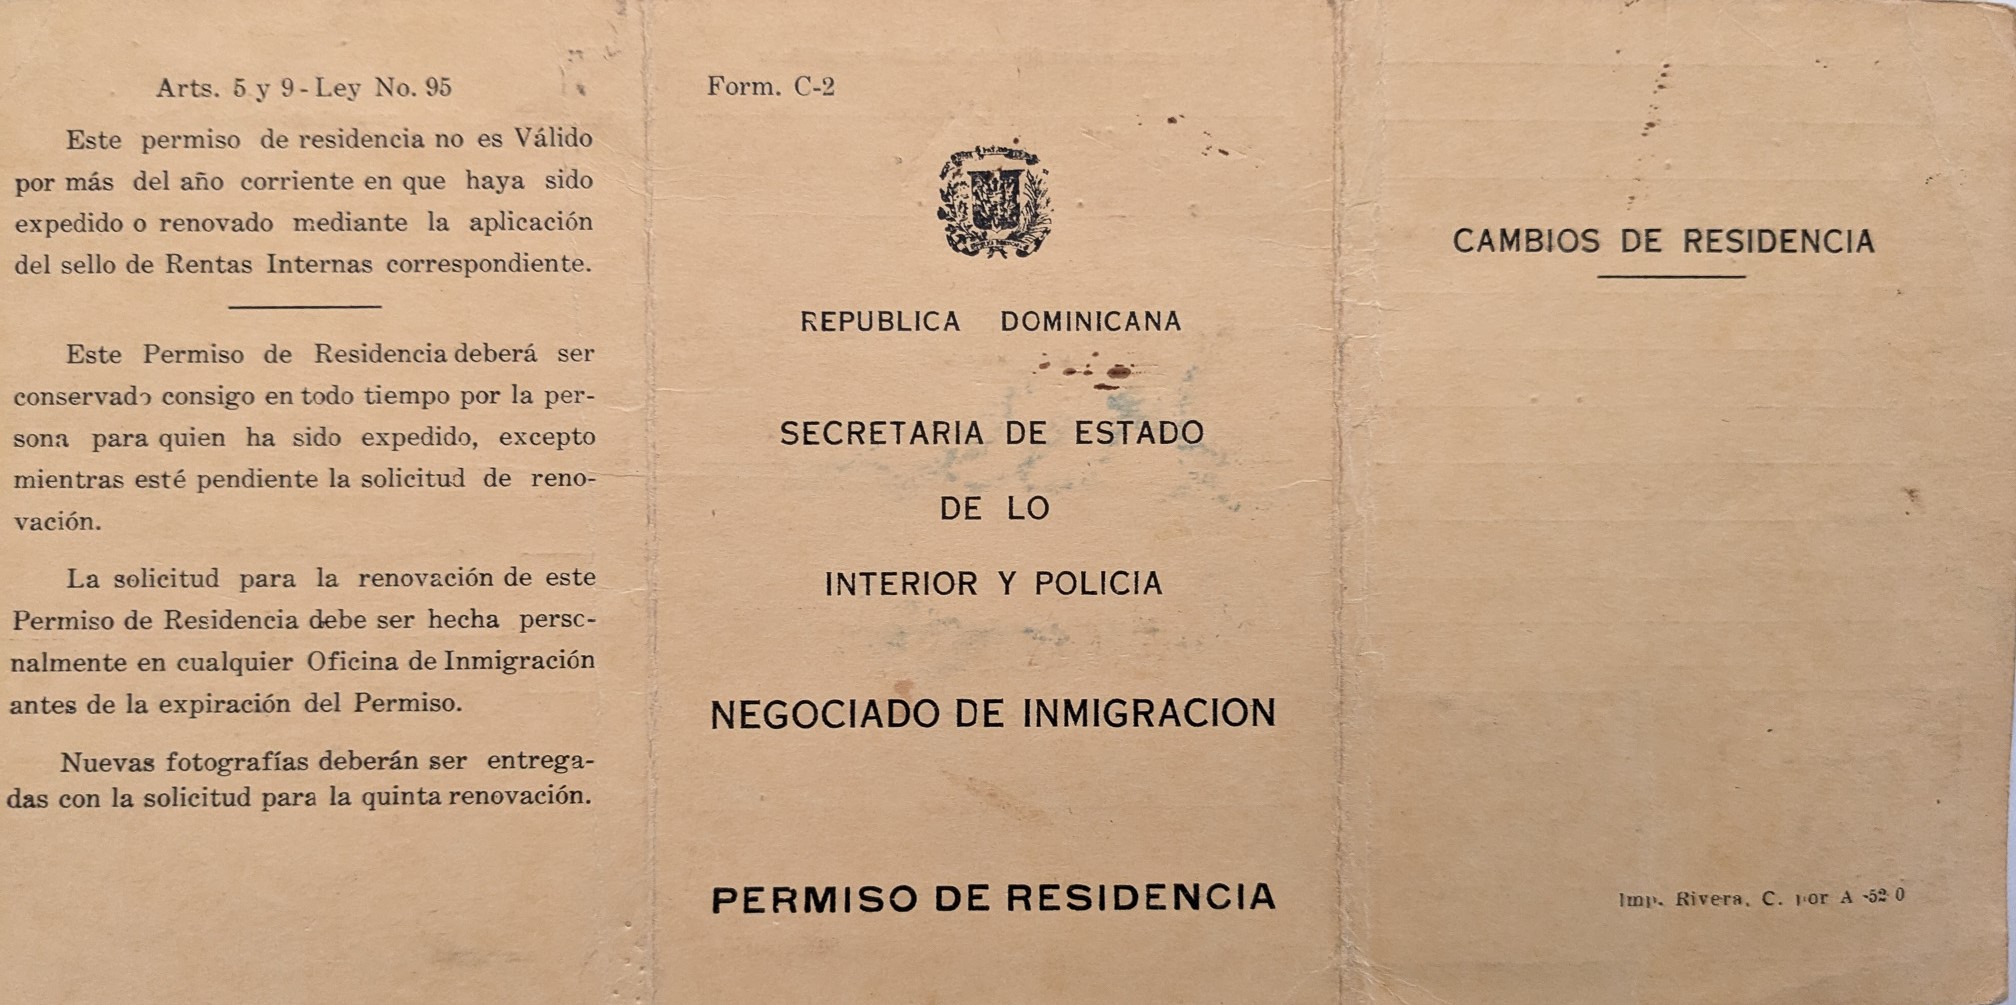 Arts. 5 y 9 - Ley No. 95
Este permiso de residencia no es Válido
por más del año corriente en que haya sido
expedido o renovado mediante la aplicación
del sello de Rentas Internas correspondiente.
Este Permiso de Residencia deberá ser
conservado consigo en todo tiempo por la per-
sona para quien ha sido expedido, excepto
mientras esté pendiente la solicitud de reno-
vación.
La solicitud para la renovación de este
Permiso de Residencia debe ser hecha perso-
nalmente en cualquier Oficina de Inmigración
antes de la expiración del Permiso.
Nuevas fotografías deberán ser entrega-
das con la solicitud para la quinta renovación.
Form. C-2
REPUBLICA DOMINICANA
SECRETARIA DE ESTADO
DE LO
INTERIOR Y POLICIA
NEGOCIADO DE INMIGRACION
PERMISO DE RESIDENCIA
CAMBIOS DE RESIDENCIA
Imp. Rivera, C. por A